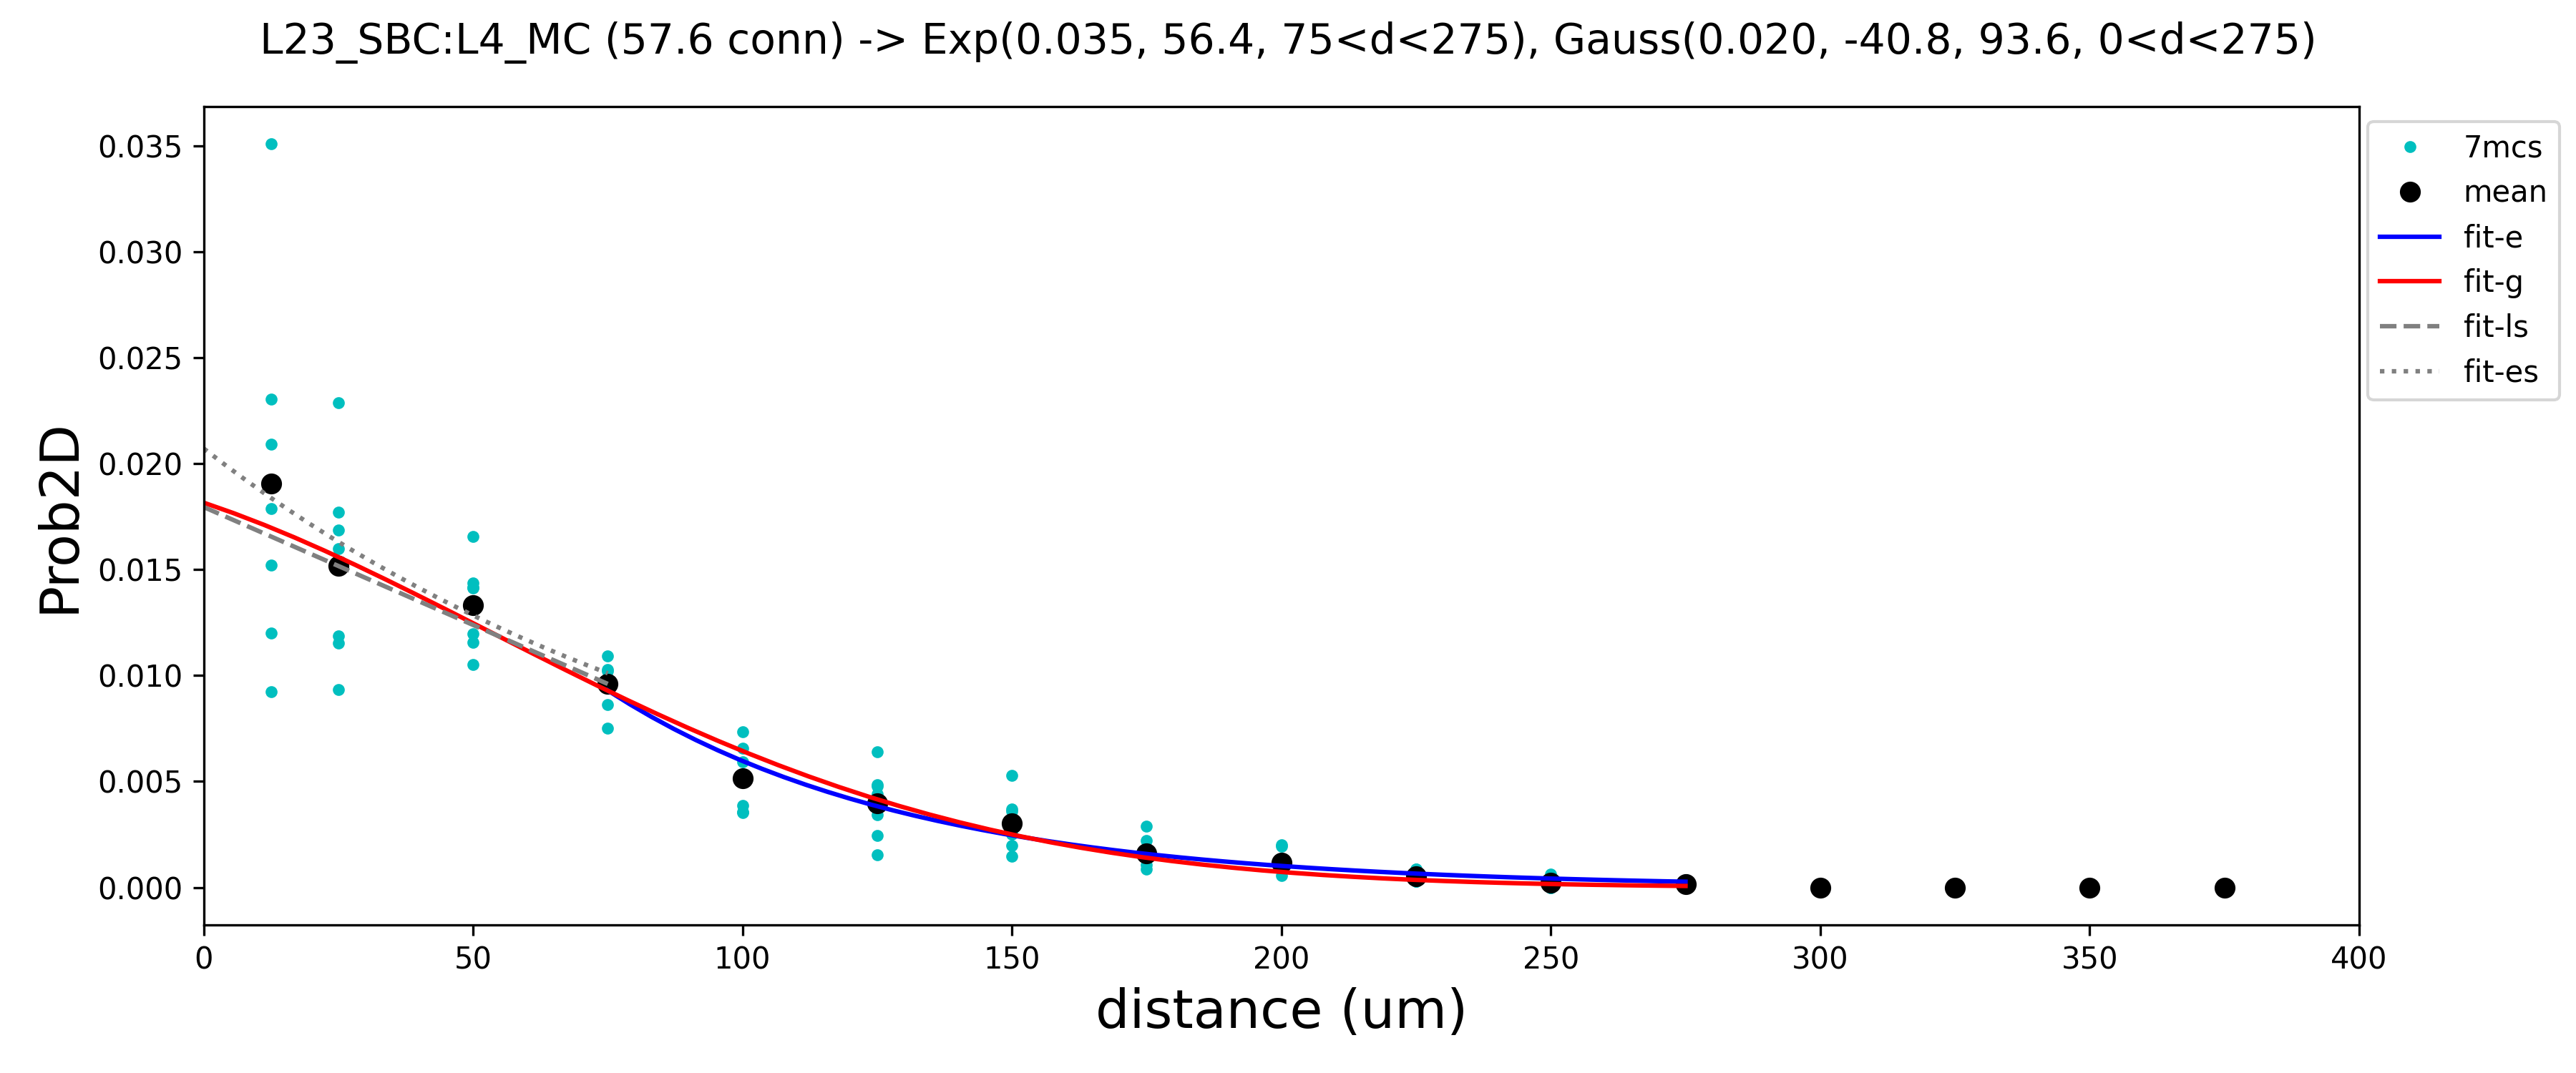 L23_SBC:L4_MC (57.6 conn) -> Exp(0.035, 56.4, 75<d<275), Gauss(0.020, -40.8, 93.6, 0<d<275)
0.035
0.030
0.025
0.020
0.015
0.010
0.005
0.000
Prob2D
0 50 100 150 200 250 300 350 400
distance (um)
7mcs
mean
fit-e
fit-g
fit-ls
fit-es